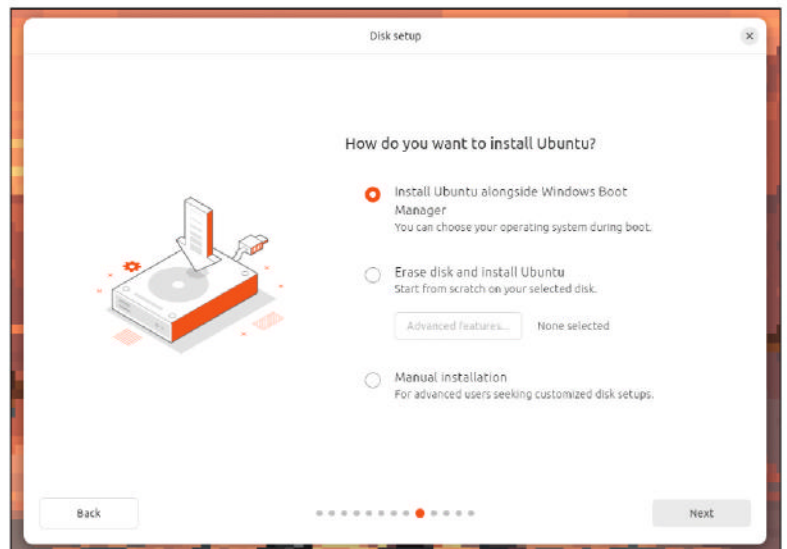 Disk setup
How do you want to install Ubuntu?
Install Ubuntu alongside Windows Boot
Manager
You can choose your operating system during boot.
Erase disk and install Ubuntu
Start from scratch on your selected disk.
Advanced features... None selected
Manual installation
For advanced users seeking customized disk setups.
Back Next